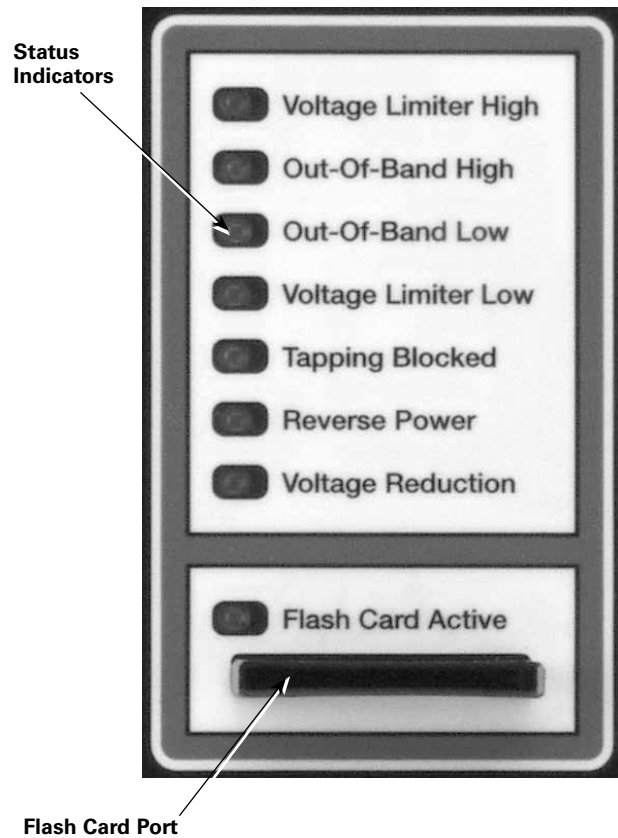 Status
Indicators
Voltage Limiter High
Out-Of-Band High
Out-Of-Band Low
Voltage Limiter Low
Tapping Blocked
Reverse Power
Voltage Reduction
Flash Card Active
Flash Card Port